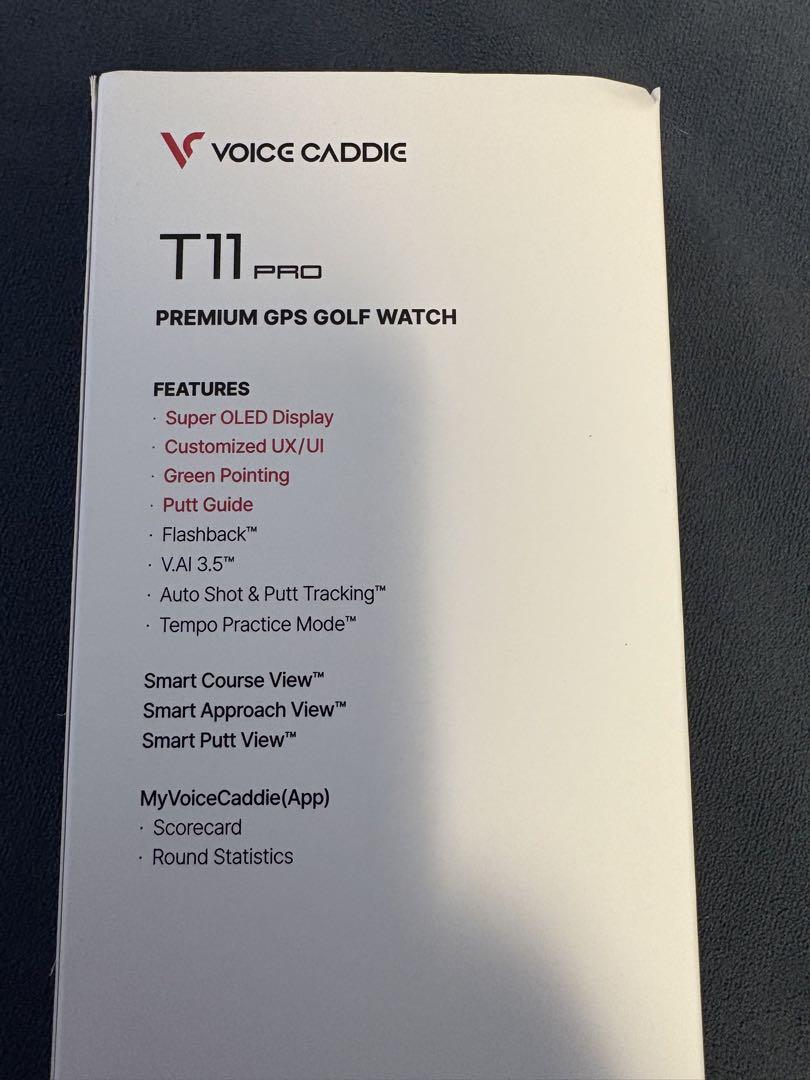 VOICE CADDIE
T11 PRO
PREMIUM GPS GOLF WATCH
FEATURES
· Super OLED Display
· Customized UX/UI
· Green Pointing
· Putt Guide
· Flashback™
· V.AI 3.5™
· Auto Shot & Putt Tracking™
· Tempo Practice Mode™
Smart Course View™
Smart Approach View™
Smart Putt View™
MyVoiceCaddie(App)
· Scorecard
· Round Statistics